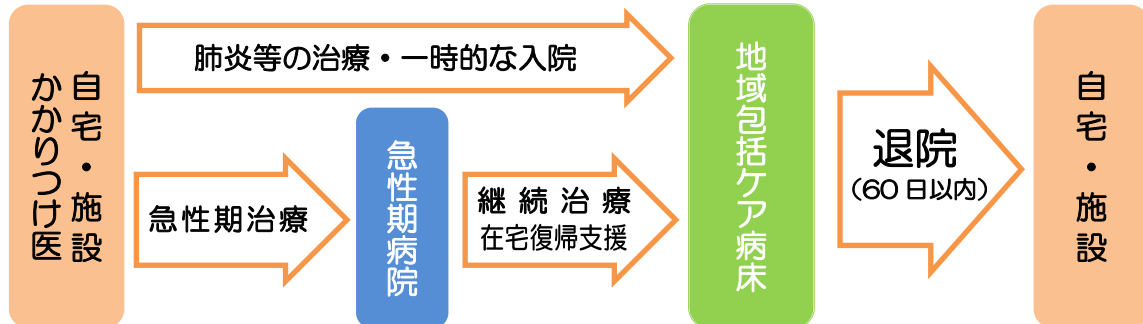 自宅・施設
かかりつけ医
肺炎等の治療・一時的な入院
急性期治療
急性期病院
継続治療
在宅復帰支援
地域包括ケア病床
退院
（60日以内）
自宅・施設